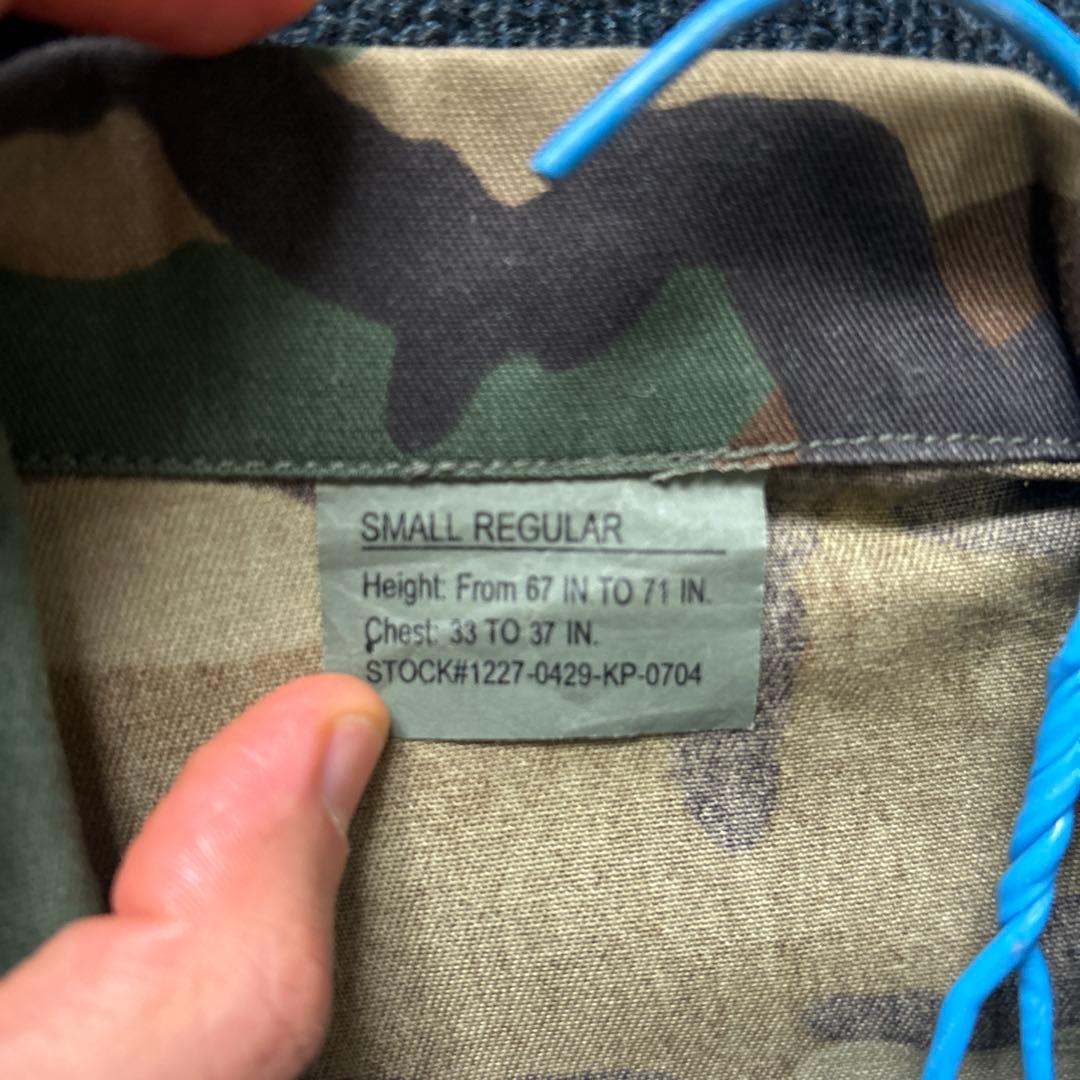 SMALL REGULAR
Height: From 67 IN TO 71 IN.
Chest: 33 TO 37 IN.
STOCK#1227-0429-KP-0704